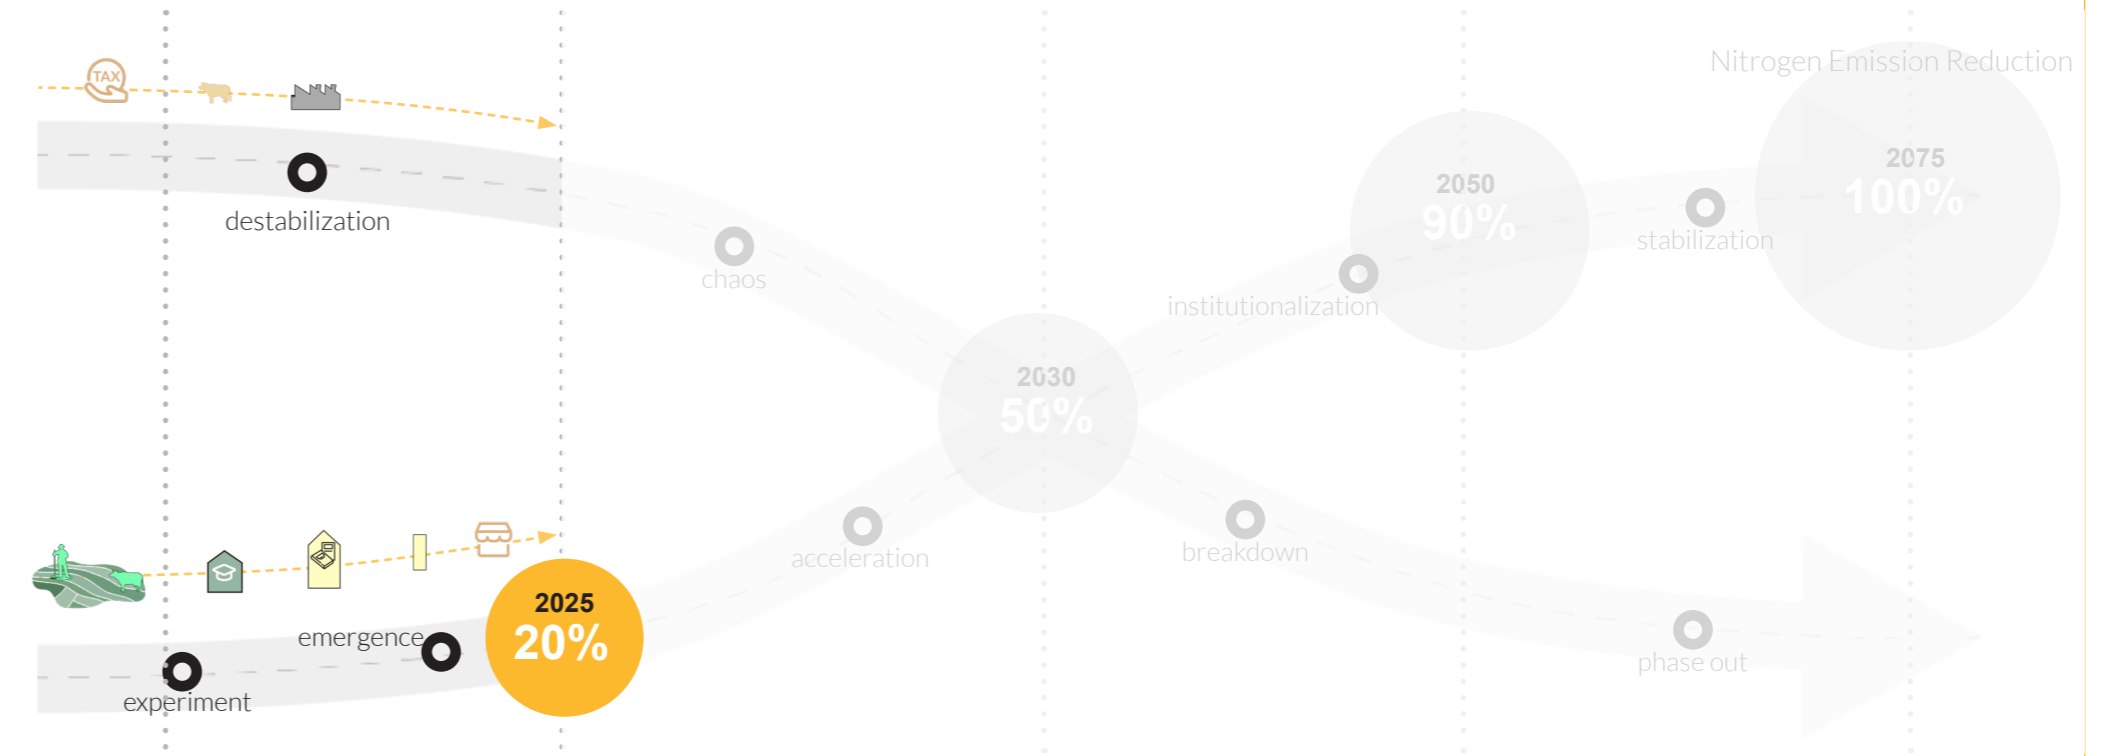 Nitrogen Emission Reduction
TAX
destabilization
chaos
2030
50%
institutionalization
2050
90%
stabilization
2075
100%
experiment
emergence
2025
20%
acceleration
breakdown
phase out